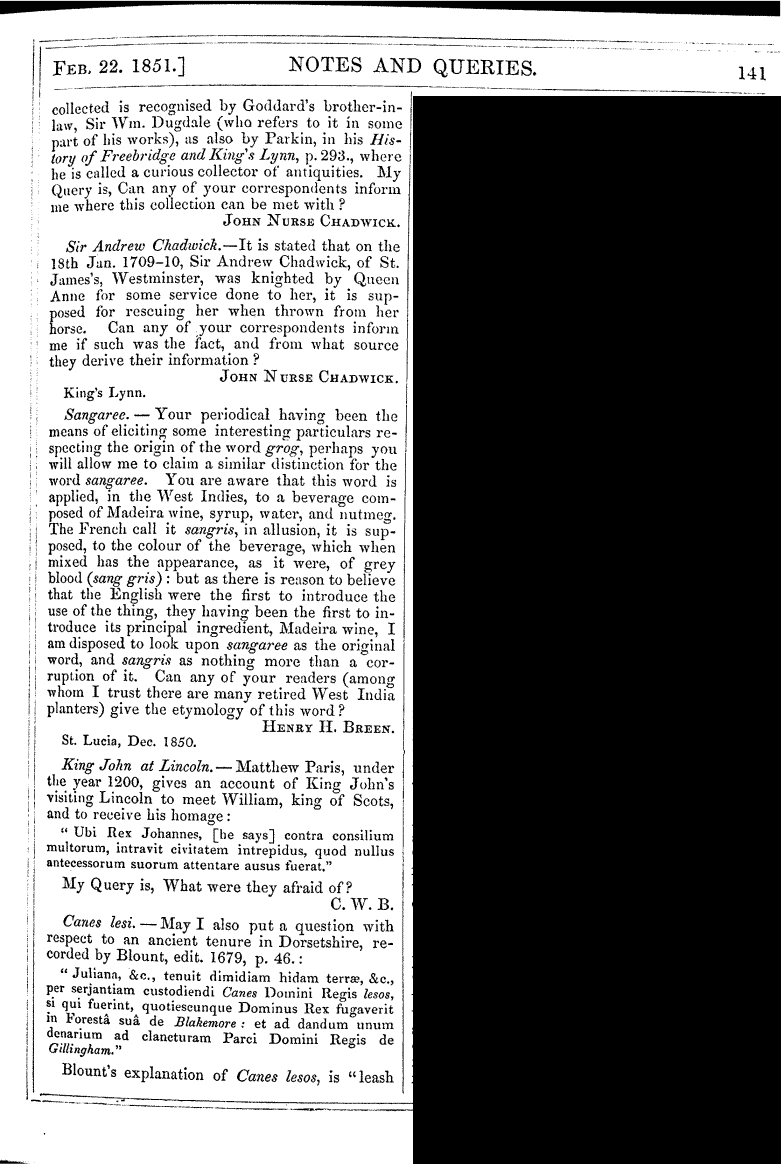 FEB. 22. 1851.] NOTES AND QUERIES. 141
collected is recognised by Goddard's brother-in-
law, Sir Wm. Dugdale (who refers to it in some
part of his works), as also by Parkin, in his His-
tory of Freebridge and King's Lynn, p. 293., where
he is called a curious collector of antiquities. My
Query is, Can any of your correspondents inform
me where this collection can be met with?
JOHN NURSE CHADWICK.
Sir Andrew Chadwick.—It is stated that on the
18th Jan. 1709-10, Sir Andrew Chadwick, of St.
James's, Westminster, was knighted by Queen
Anne for some service done to her, it is sup-
posed for rescuing her when thrown from her
horse. Can any of your correspondents inform
me if such was the fact, and from what source
they derive their information?
JOHN NURSE CHADWICK.
King's Lynn.
Sangaree. — Your periodical having been the
means of eliciting some interesting particulars re-
specting the origin of the word grog, perhaps you
will allow me to claim a similar distinction for the
word sangaree. You are aware that this word is
applied, in the West Indies, to a beverage com-
posed of Madeira wine, syrup, water, and nutmeg.
The French call it sangris, in allusion, it is sup-
posed, to the colour of the beverage, which when
mixed has the appearance, as it were, of grey
blood (sang gris): but as there is reason to believe
that the English were the first to introduce the
use of the thing, they having been the first to in-
troduce its principal ingredient, Madeira wine, I
am disposed to look upon sangaree as the original
word, and sangris as nothing more than a cor-
ruption of it. Can any of your readers (among
whom I trust there are many retired West India
planters) give the etymology of this word?
HENRY H. BREEN.
St. Lucia, Dec. 1850.
King John at Lincoln. — Matthew Paris, under
the year 1200, gives an account of King John's
visiting Lincoln to meet William, king of Scots,
and to receive his homage:
"Ubi Rex Johannes, [he says] contra consilium
multorum, intravit civitatem intrepidus, quod nullus
antecessorum suorum attentare ausus fuerat."
My Query is, What were they afraid of?
C. W. B.
Canes lesi. — May I also put a question with
respect to an ancient tenure in Dorsetshire, re-
corded by Blount, edit. 1679, p. 46.:
"Juliana, &c., tenuit dimidiam hidam terræ, &c.,
per serjantiam custodiendi Canes Domini Regis lesos,
si qui fuerint, quotiescunque Dominus Rex fugaverit
in Forestâ suâ de Blakemore: et ad dandum unum
denarium ad clancturam Parci Domini Regis de
Gillingham."
Blount's explanation of Canes lesos, is "leash